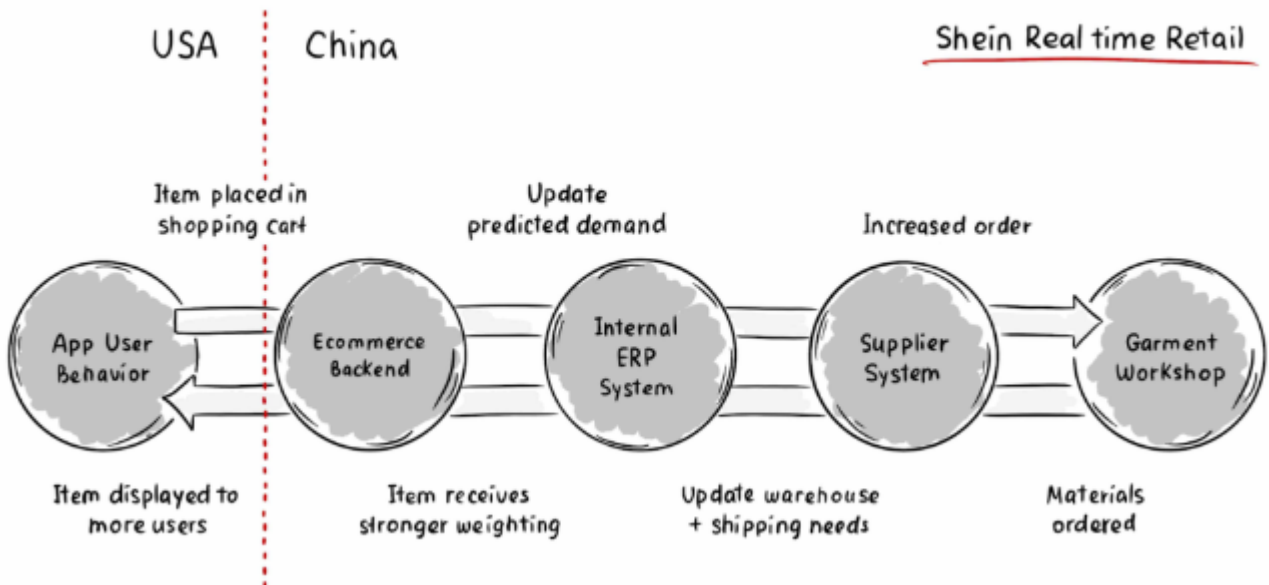 USA
China
Shein Real time Retail
Item placed in
shopping cart
Update
predicted demand
Increased order
App User
Behavior
Ecommerce
Backend
Internal
ERP
System
Supplier
System
Garment
Workshop
Item displayed to
more users
Item receives
stronger weighting
Update warehouse
+ shipping needs
Materials
ordered